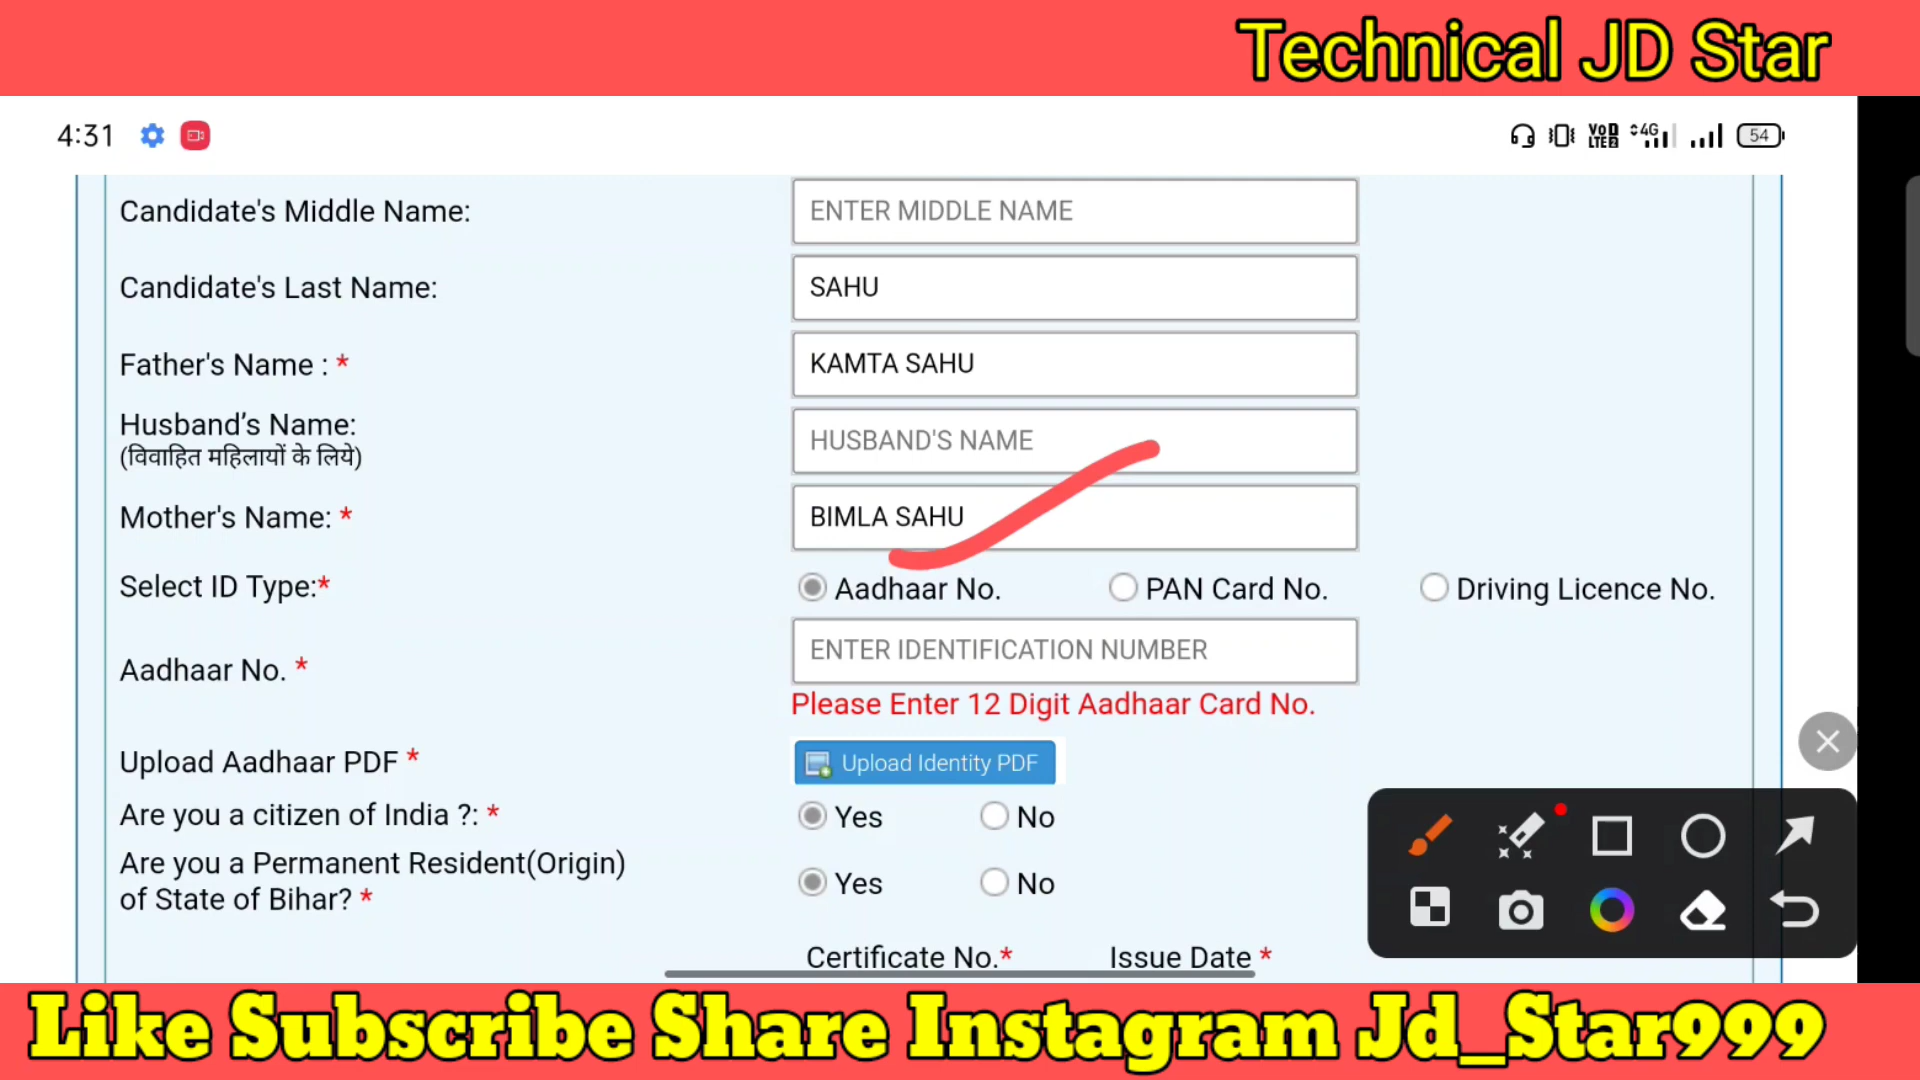 Technical JD Star
4:31
VoD LTE2 4G 54
Candidate's Middle Name: ENTER MIDDLE NAME
Candidate's Last Name: SAHU
Father's Name : * KAMTA SAHU
Husband's Name: HUSBAND'S NAME
(विवाहित महिलायों के लिये)
Mother's Name: * BIMLA SAHU
Select ID Type:* Aadhaar No. PAN Card No. Driving Licence No.
Aadhaar No. * ENTER IDENTIFICATION NUMBER
Please Enter 12 Digit Aadhaar Card No.
Upload Aadhaar PDF * Upload Identity PDF
Are you a citizen of India ?: * Yes No
Are you a Permanent Resident(Origin)
of State of Bihar? * Yes No
Certificate No.* Issue Date *
Like Subscribe Share Instagram Jd_Star999